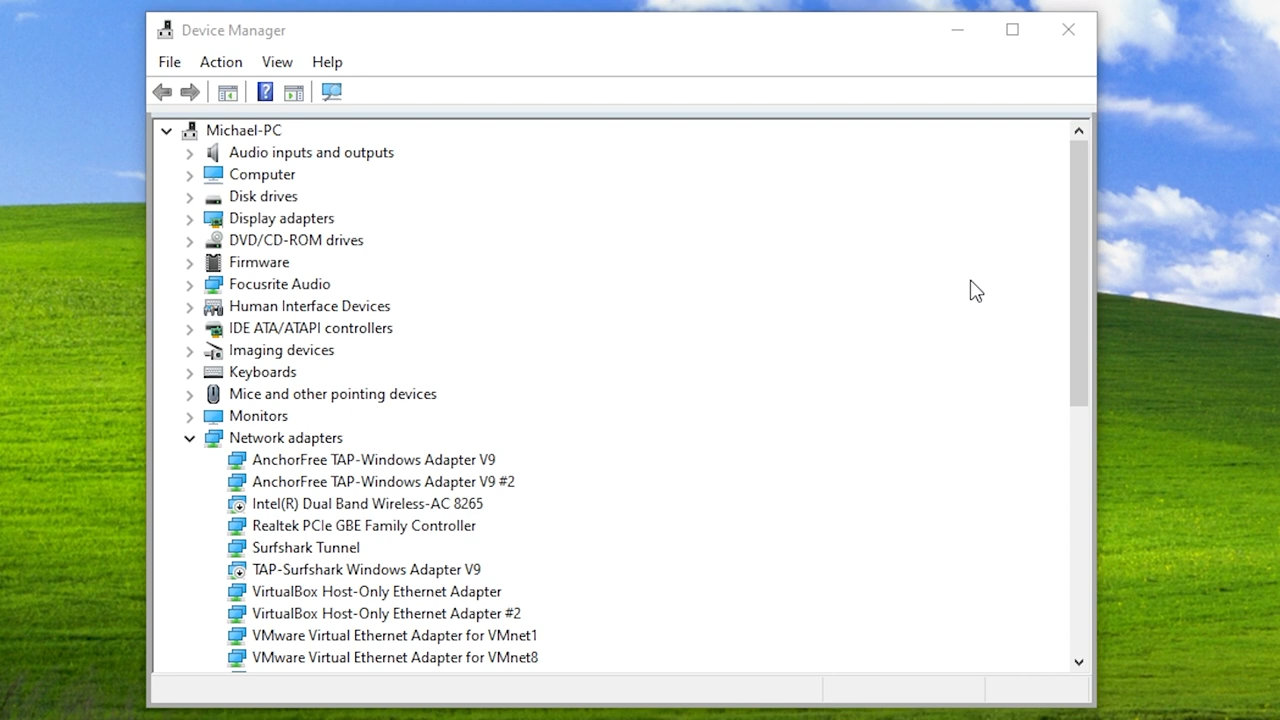 Device Manager
File Action View Help
Michael-PC
Audio inputs and outputs
Computer
Disk drives
Display adapters
DVD/CD-ROM drives
Firmware
Focusrite Audio
Human Interface Devices
IDE ATA/ATAPI controllers
Imaging devices
Keyboards
Mice and other pointing devices
Monitors
Network adapters
AnchorFree TAP-Windows Adapter V9
AnchorFree TAP-Windows Adapter V9 #2
Intel(R) Dual Band Wireless-AC 8265
Realtek PCIe GBE Family Controller
Surfshark Tunnel
TAP-Surfshark Windows Adapter V9
VirtualBox Host-Only Ethernet Adapter
VirtualBox Host-Only Ethernet Adapter #2
VMware Virtual Ethernet Adapter for VMnet1
VMware Virtual Ethernet Adapter for VMnet8